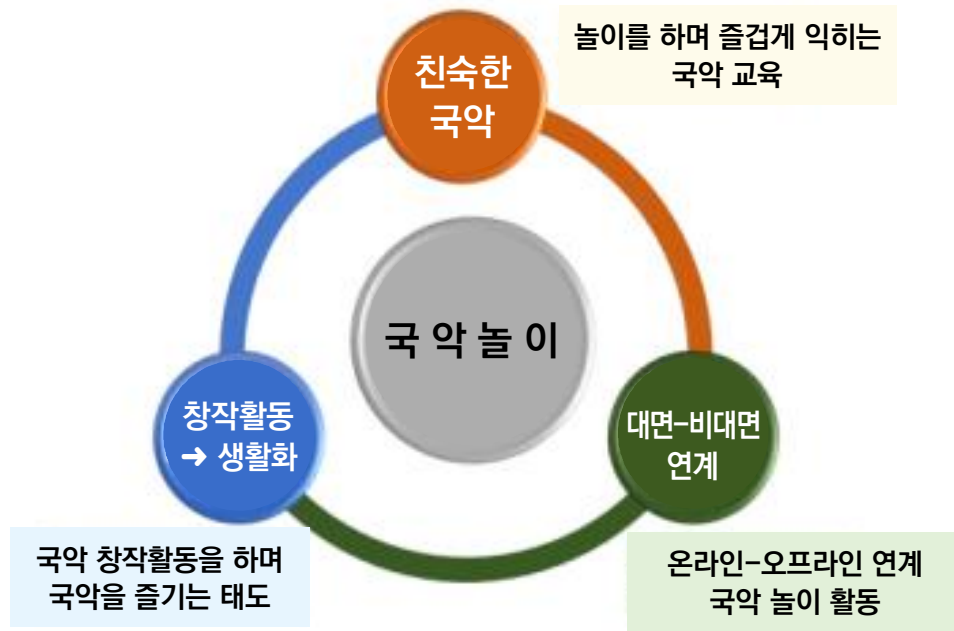 친숙한
국악
놀이를 하며 즐겁게 익히는
국악 교육
국 악 놀 이
창작활동
→ 생활화
대면-비대면
연계
국악 창작활동을 하며
국악을 즐기는 태도
온라인-오프라인 연계
국악 놀이 활동